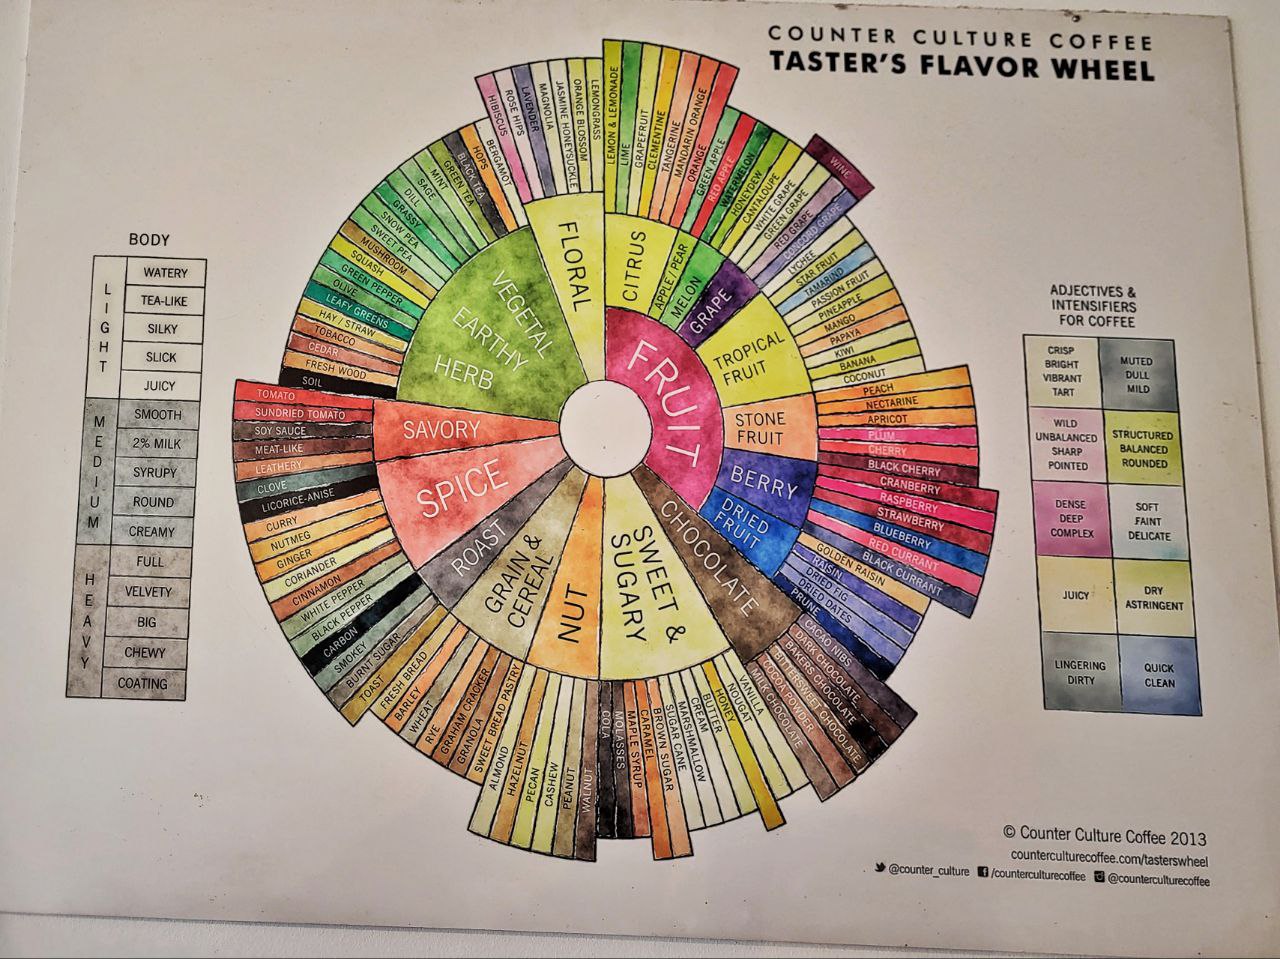 COUNTER CULTURE COFFEE
TASTER'S FLAVOR WHEEL
BODY
LIGHT
WATERY
TEA-LIKE
SILKY
SLICK
JUICY
MEDIUM
SMOOTH
2% MILK
SYRUPY
ROUND
CREAMY
HEAVY
FULL
VELVETY
BIG
CHEWY
COATING
FRUIT
CITRUS
LEMON & LEMONADE
LIME
GRAPEFRUIT
CLEMENTINE
TANGERINE
MANDARIN ORANGE
ORANGE
APPLE/PEAR
GREEN APPLE
RED APPLE
MELON
WATERMELON
HONEYDEW
CANTALOUPE
GRAPE
WHITE GRAPE
GREEN GRAPE
RED GRAPE
CONCORD GRAPE
WINE
TROPICAL
FRUIT
LYCHEE
STAR FRUIT
TAMARIND
PASSION FRUIT
PINEAPPLE
MANGO
PAPAYA
KIWI
BANANA
COCONUT
STONE
FRUIT
PEACH
NECTARINE
APRICOT
PLUM
CHERRY
BLACK CHERRY
BERRY
CRANBERRY
RASPBERRY
STRAWBERRY
BLUEBERRY
RED CURRANT
BLACK CURRANT
DRIED
FRUIT
GOLDEN RAISIN
RAISIN
DRIED FIG
DRIED DATES
PRUNE
CHOCOLATE
CACAO NIBS
DARK CHOCOLATE
BAKERS CHOCOLATE
BITTERSWEET CHOCOLATE
COCOA POWDER
MILK CHOCOLATE
SWEET &
SUGARY
VANILLA
NOUGAT
HONEY
BUTTER
CREAM
MARSHMALLOW
SUGAR CANE
BROWN SUGAR
CARAMEL
MAPLE SYRUP
MOLASSES
COLA
NUT
WALNUT
PEANUT
CASHEW
PECAN
HAZELNUT
ALMOND
GRAIN &
CEREAL
SWEET BREAD PASTRY
GRANOLA
GRAHAM CRACKER
RYE
WHEAT
BARLEY
FRESH BREAD
ROAST
TOAST
BURNT SUGAR
SMOKEY
CARBON
SPICE
BLACK PEPPER
WHITE PEPPER
CINNAMON
CORIANDER
GINGER
NUTMEG
CURRY
LICORICE-ANISE
CLOVE
SAVORY
LEATHERY
MEAT-LIKE
SOY SAUCE
SUNDRIED TOMATO
TOMATO
VEGETAL
EARTHY
HERB
SOIL
FRESH WOOD
CEDAR
TOBACCO
HAY / STRAW
LEAFY GREENS
OLIVE
GREEN PEPPER
SQUASH
MUSHROOM
SWEET PEA
SNOW PEA
GRASSY
DILL
SAGE
MINT
GREEN TEA
BLACK TEA
HOPS
BERGAMOT
FLORAL
HIBISCUS
ROSE HIPS
LAVENDER
MAGNOLIA
JASMINE HONEYSUCKLE
ORANGE BLOSSOM
LEMONGRASS
ADJECTIVES &
INTENSIFIERS
FOR COFFEE
CRISP
BRIGHT
VIBRANT
TART
MUTED
DULL
MILD
WILD
UNBALANCED
SHARP
POINTED
STRUCTURED
BALANCED
ROUNDED
DENSE
DEEP
COMPLEX
SOFT
FAINT
DELICATE
JUICY
DRY
ASTRINGENT
LINGERING
DIRTY
QUICK
CLEAN
© Counter Culture Coffee 2013
counterculturecoffee.com/tasterswheel
@counter_culture /counterculturecoffee @counterculturecoffee